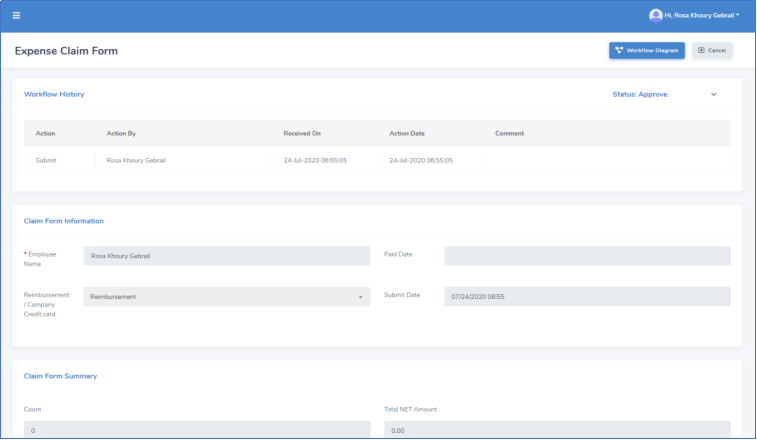 Hi, Rosa Khoury Gebrail
Expense Claim Form
Workflow Diagram
Cancel
Workflow History
Status: Approve
Action Action By Received On Action Date Comment
Submit Rosa Khoury Gebrail 24-Jul-2020 08:55:05 24-Jul-2020 08:55:05
Claim Form Information
* Employee Name
Rosa Khoury Gebrail
Paid Date
Reimbursement
/ Company
Credit card
Reimbursement
Submit Date
07/24/2020 08:55
Claim Form Summary
Count
Total NET Amount
0
0.00